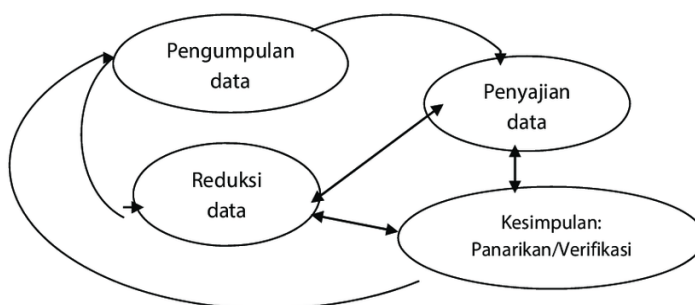 Pengumpulan
data
Penyajian
data
Reduksi
data
Kesimpulan:
Panarikan/Verifikasi